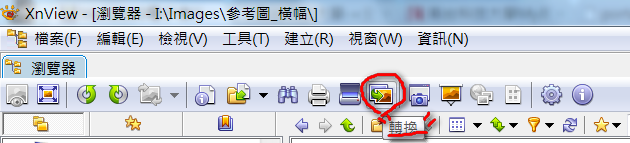 XnView - [瀏覽器 - I:\Images\參考圖_橫幅\]
檔案(F) 編輯(E) 檢視(V) 工具(T) 建立(R) 視窗(W) 資訊(N)
瀏覽器
轉換